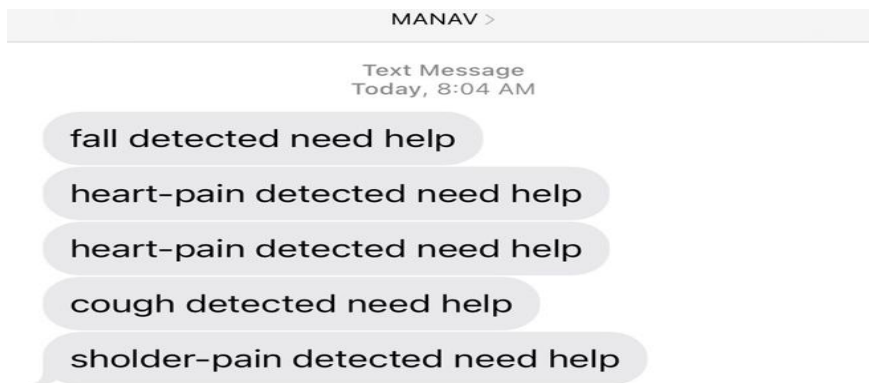 MANAV >
Text Message
Today, 8:04 AM
fall detected need help
heart-pain detected need help
heart-pain detected need help
cough detected need help
sholder-pain detected need help